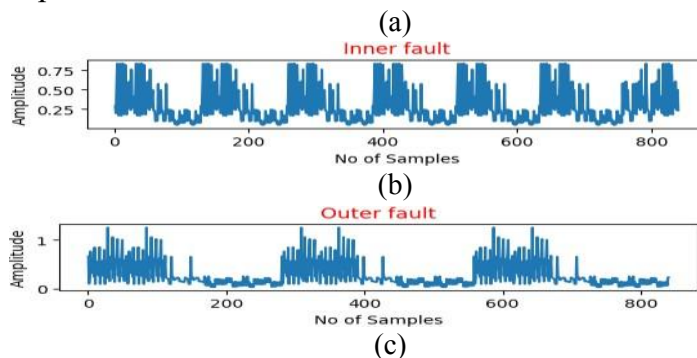 (a)
Inner fault
Amplitude
0.75
0.50
0.25
0 200 400 600 800
No of Samples
(b)
Outer fault
Amplitude
1
0
0 200 400 600 800
No of Samples
(c)